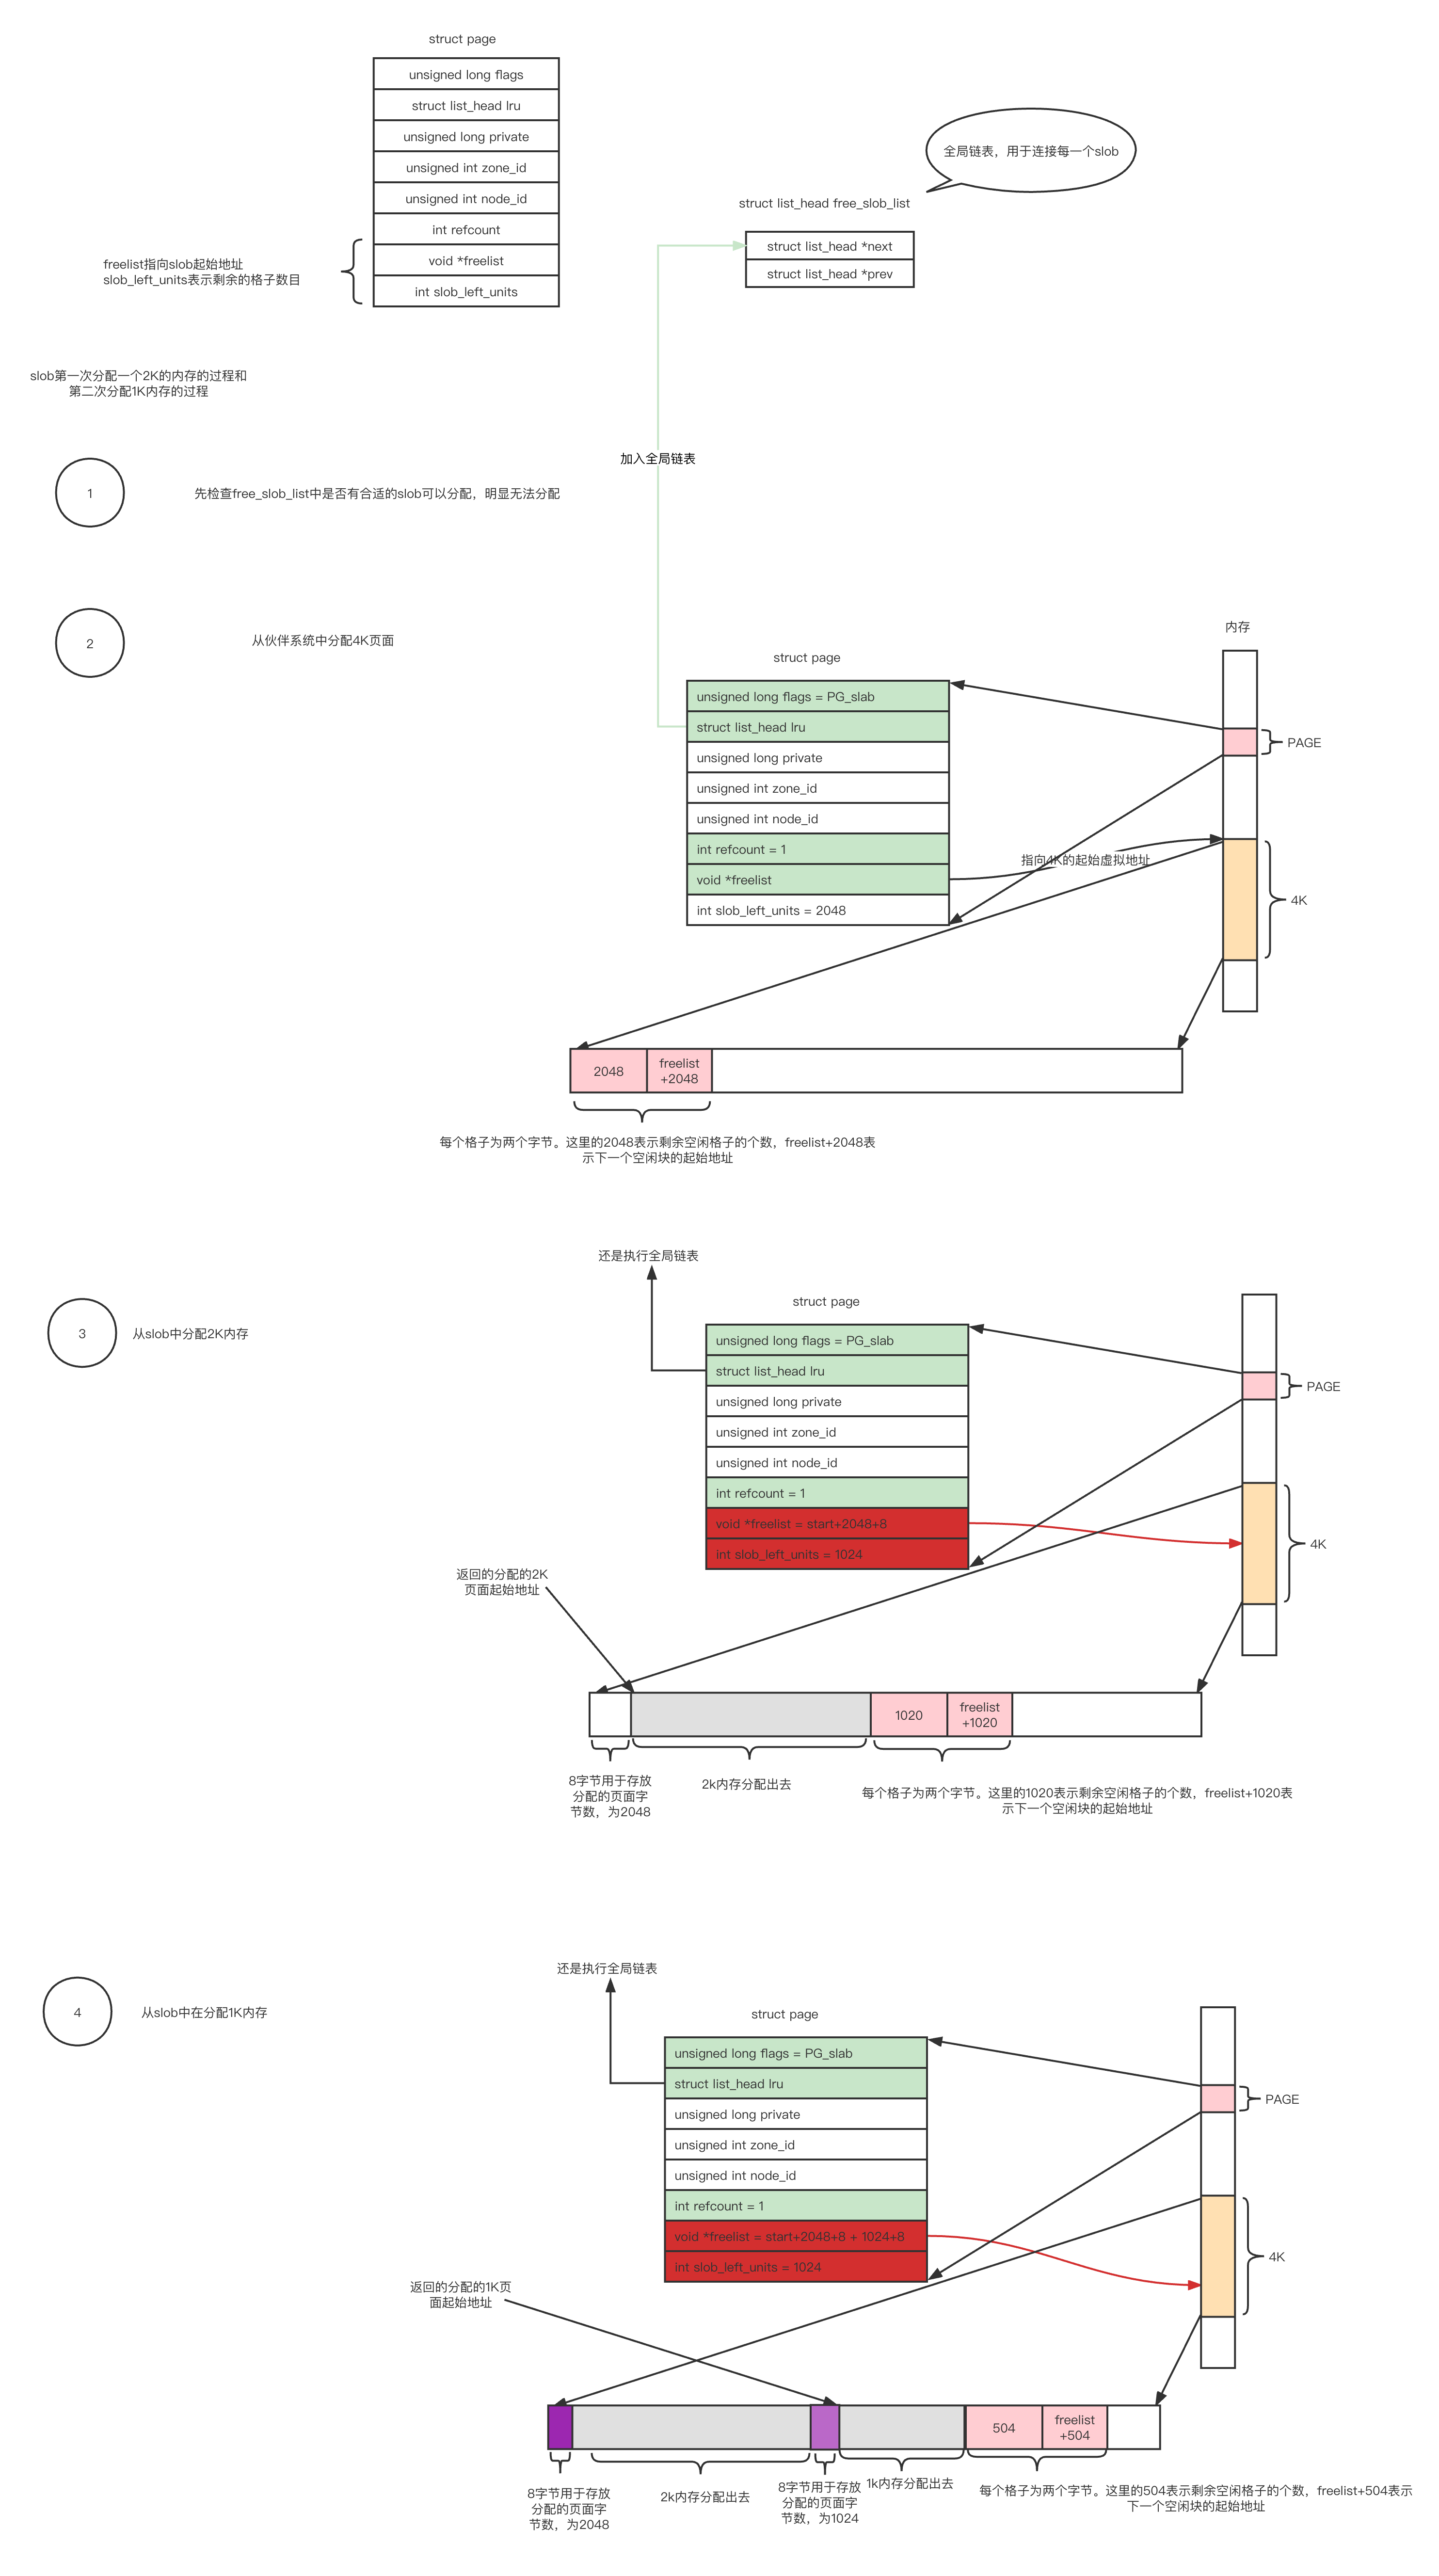 struct page
unsigned long flags
struct list_head lru
unsigned long private
unsigned int zone_id
unsigned int node_id
int refcount
void *freelist
int slob_left_units
freelist指向slob起始地址
slob_left_units表示剩余的格子数目
全局链表，用于连接每一个slob
struct list_head free_slob_list
struct list_head *next
struct list_head *prev
slob第一次分配一个2K的内存的过程和
第二次分配1K内存的过程
加入全局链表
1
先检查free_slob_list中是否有合适的slob可以分配，明显无法分配
2
从伙伴系统中分配4K页面
内存
struct page
unsigned long flags = PG_slab
struct list_head lru
unsigned long private
unsigned int zone_id
unsigned int node_id
int refcount = 1
void *freelist
int slob_left_units = 2048
PAGE
指向4K的起始虚拟地址
4K
2048
freelist
+2048
每个格子为两个字节。这里的2048表示剩余空闲格子的个数，freelist+2048表
示下一个空闲块的起始地址
还是执行全局链表
3
从slob中分配2K内存
struct page
unsigned long flags = PG_slab
struct list_head lru
unsigned long private
unsigned int zone_id
unsigned int node_id
int refcount = 1
void *freelist = start+2048+8
int slob_left_units = 1024
PAGE
4K
返回的分配的2K
页面起始地址
1020
freelist
+1020
8字节用于存放
分配的页面字
节数，为2048
2k内存分配出去
每个格子为两个字节。这里的1020表示剩余空闲格子的个数，freelist+1020表
示下一个空闲块的起始地址
还是执行全局链表
4
从slob中在分配1K内存
struct page
unsigned long flags = PG_slab
struct list_head lru
unsigned long private
unsigned int zone_id
unsigned int node_id
int refcount = 1
void *freelist = start+2048+8 + 1024+8
int slob_left_units = 1024
PAGE
4K
返回的分配的1K页
面起始地址
504
freelist
+504
8字节用于存放
分配的页面字
节数，为2048
2k内存分配出去
8字节用于存放
分配的页面字
节数，为1024
1k内存分配出去
每个格子为两个字节。这里的504表示剩余空闲格子的个数，freelist+504表示
下一个空闲块的起始地址